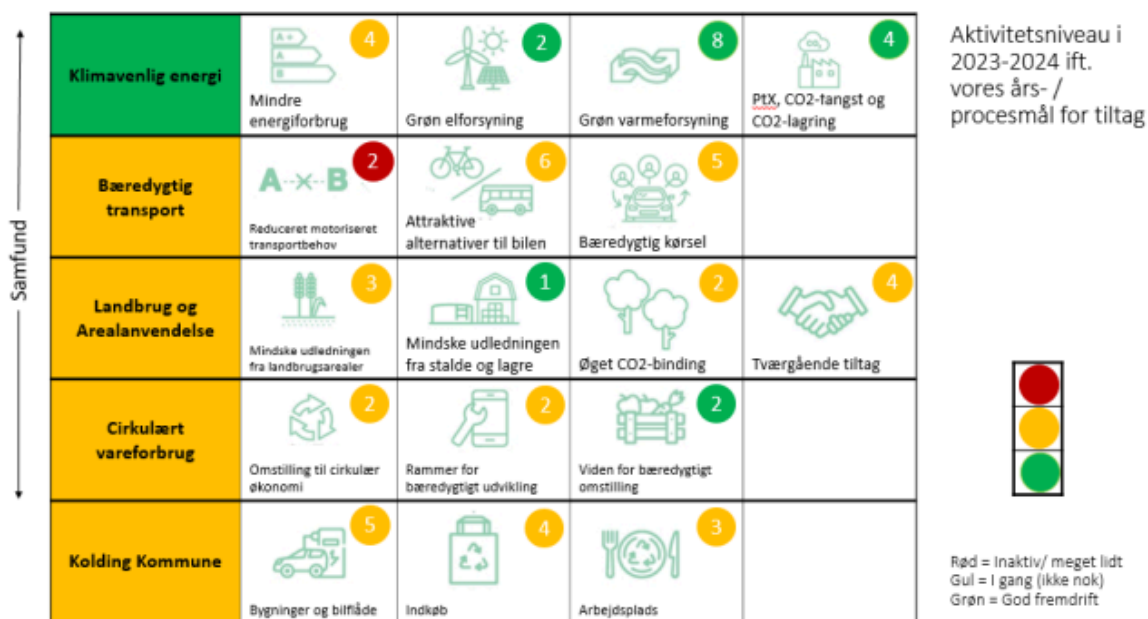 Samfund
Klimavenlig energi
A+
A
B
4
Mindre
energiforbrug
2
Grøn elforsyning
8
Grøn varmeforsyning
CO₂
4
PtX, CO2-fangst og
CO2-lagring
Bæredygtig
transport
A
B
2
Reduceret motoriseret
transportbehov
6
Attraktive
alternativer til bilen
5
Bæredygtig kørsel
Landbrug og
Arealanvendelse
3
Mindske udledningen
fra landbrugsarealer
1
Mindske udledningen
fra stalde og lagre
2
Øget CO2-binding
4
Tværgående tiltag
Cirkulært
vareforbrug
2
Omstilling til cirkulær
økonomi
2
Rammer for
bæredygtigt udvikling
2
Viden for bæredygtigt
omstilling
Kolding Kommune
5
Bygninger og bilflåde
4
Indkøb
3
Arbejdsplads
Aktivitetsniveau i
2023-2024 ift.
vores års- /
procesmål for tiltag
Rød = Inaktiv/ meget lidt
Gul = I gang (ikke nok)
Grøn = God fremdrift